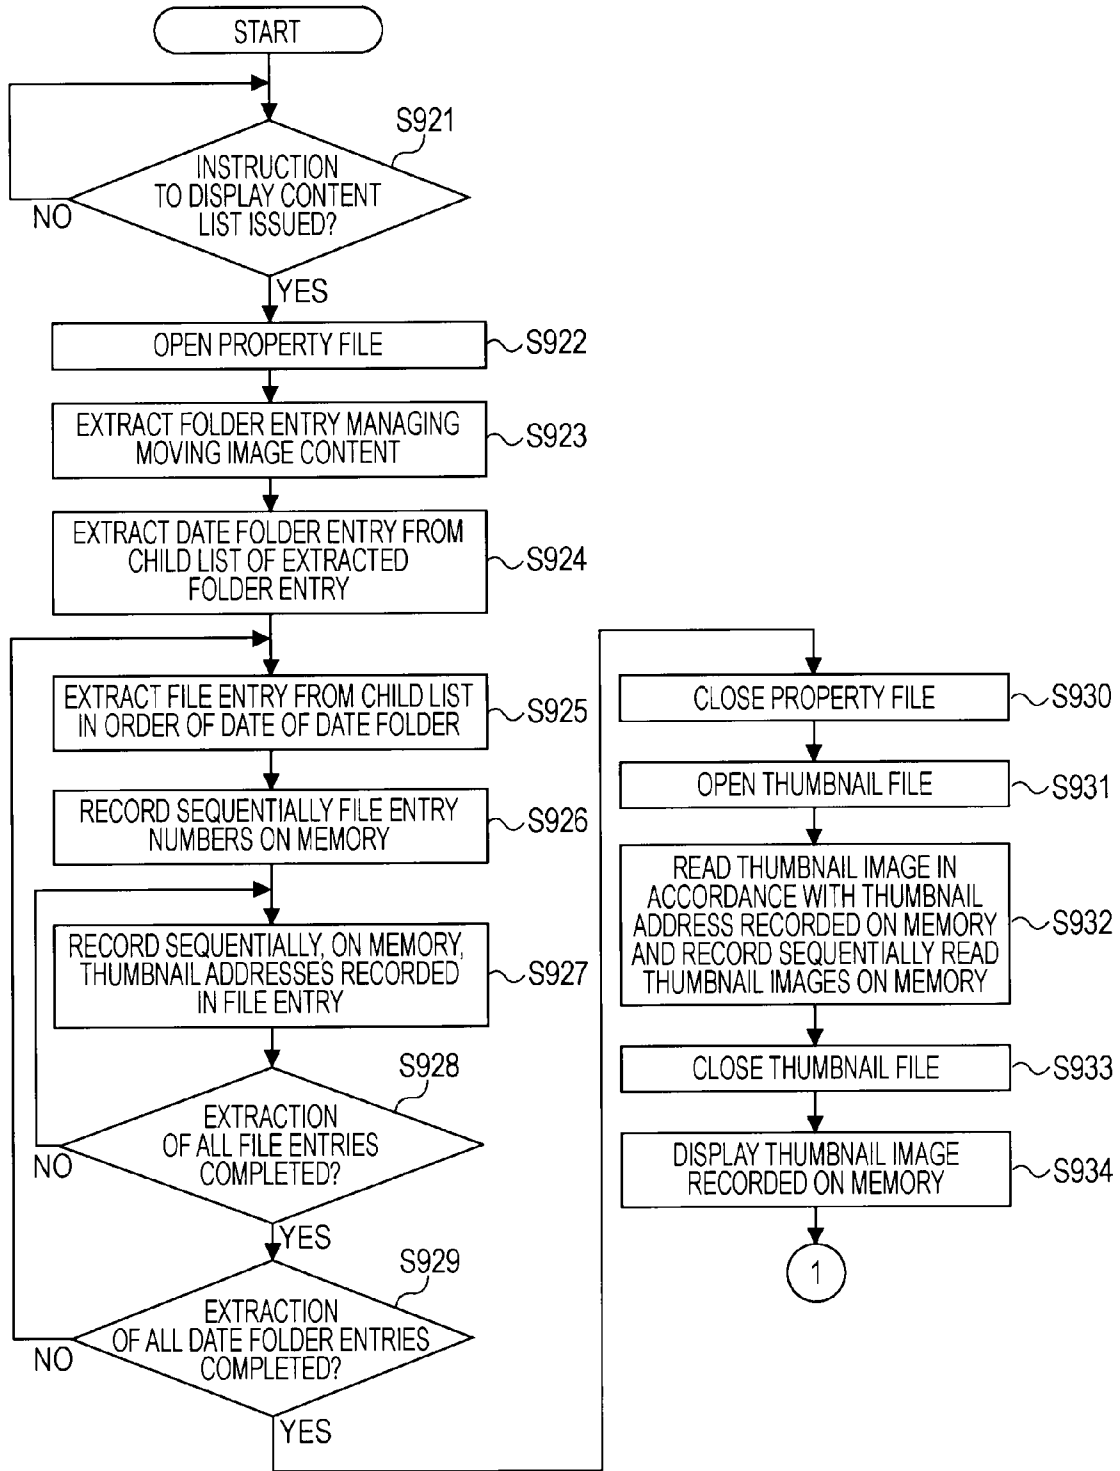 START
S921
INSTRUCTION
TO DISPLAY CONTENT
LIST ISSUED?
NO
YES
OPEN PROPERTY FILE
S922
EXTRACT FOLDER ENTRY MANAGING
MOVING IMAGE CONTENT
S923
EXTRACT DATE FOLDER ENTRY FROM
CHILD LIST OF EXTRACTED
FOLDER ENTRY
S924
EXTRACT FILE ENTRY FROM CHILD LIST
IN ORDER OF DATE OF DATE FOLDER
S925
RECORD SEQUENTIALLY FILE ENTRY
NUMBERS ON MEMORY
S926
RECORD SEQUENTIALLY, ON MEMORY,
THUMBNAIL ADDRESSES RECORDED
IN FILE ENTRY
S927
S928
EXTRACTION
OF ALL FILE ENTRIES
COMPLETED?
NO
YES
S929
EXTRACTION
OF ALL DATE FOLDER ENTRIES
COMPLETED?
NO
YES
CLOSE PROPERTY FILE
S930
OPEN THUMBNAIL FILE
S931
READ THUMBNAIL IMAGE IN
ACCORDANCE WITH THUMBNAIL
ADDRESS RECORDED ON MEMORY
AND RECORD SEQUENTIALLY READ
THUMBNAIL IMAGES ON MEMORY
S932
CLOSE THUMBNAIL FILE
S933
DISPLAY THUMBNAIL IMAGE
RECORDED ON MEMORY
S934
1